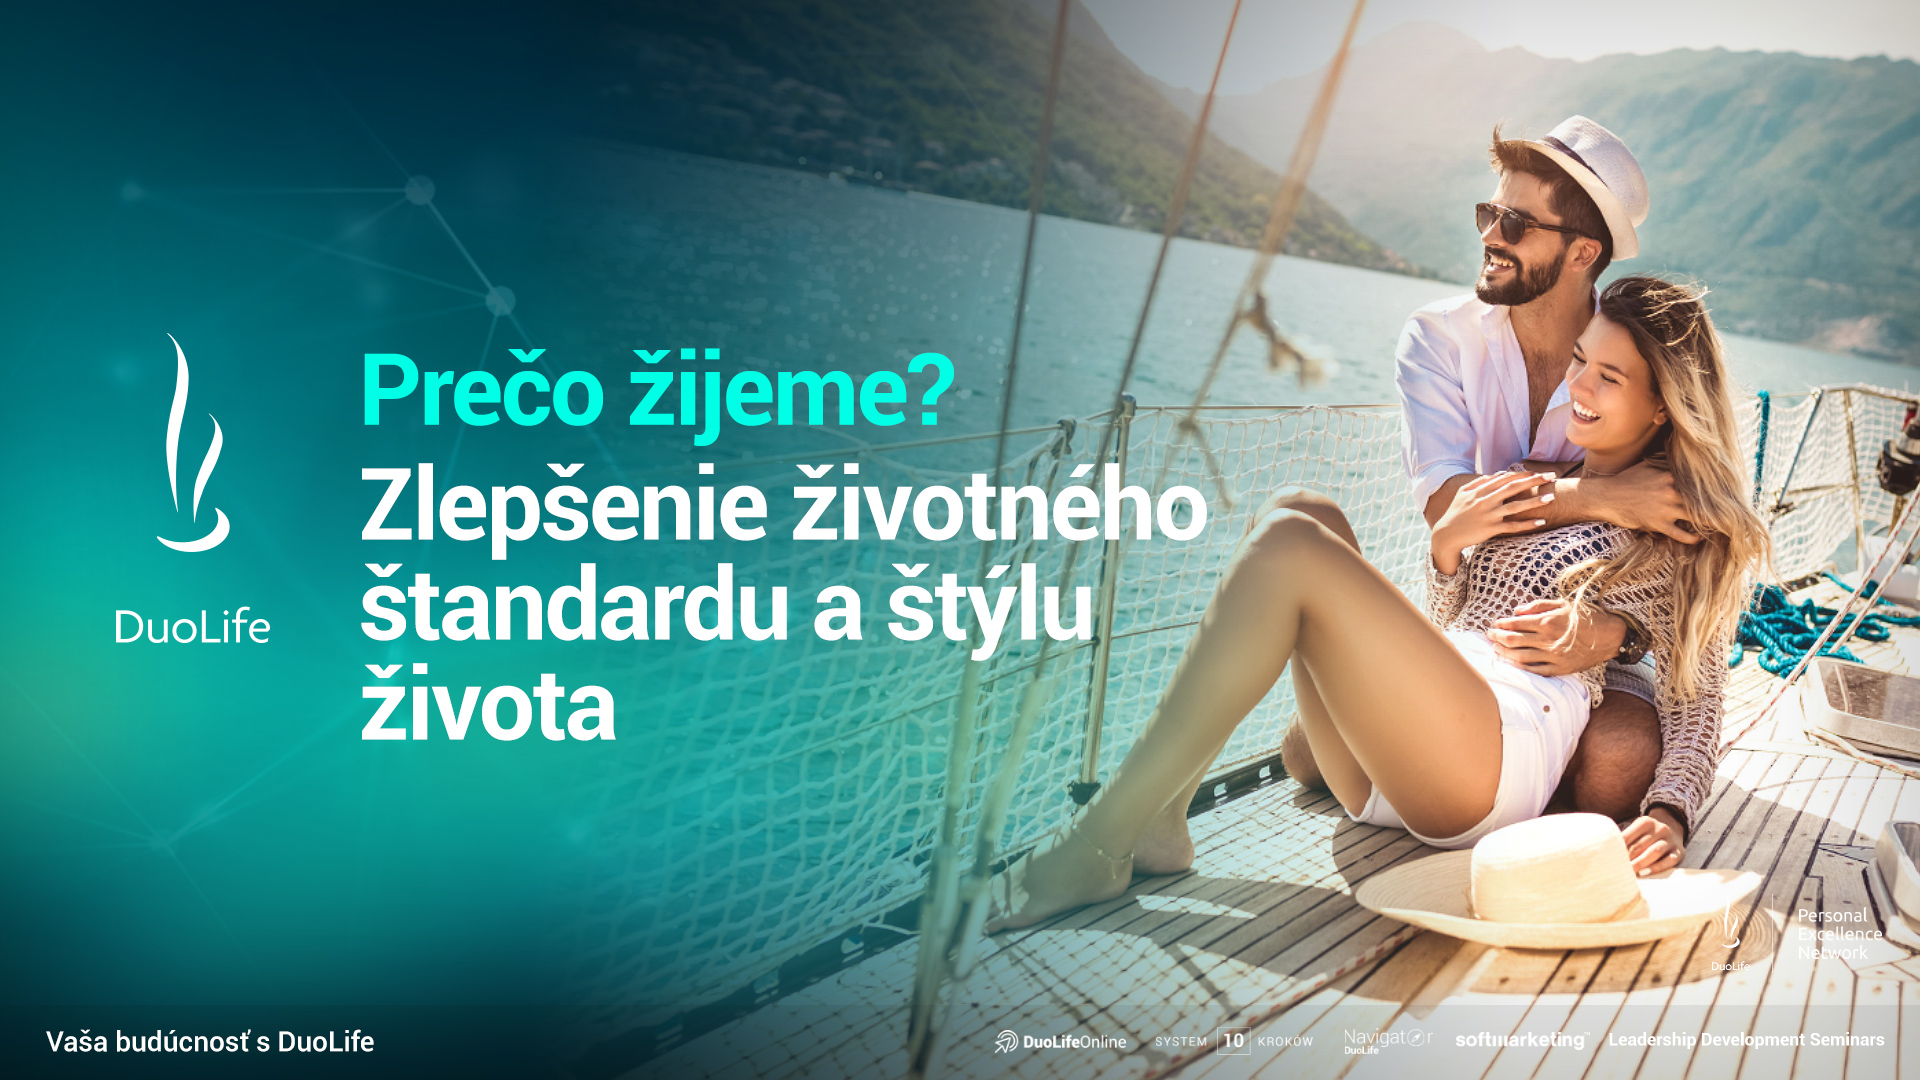 Prečo žijeme?
Zlepšenie životného
štandardu a štýlu
života
DuoLife
Personal
Excellence
Network
DuoLife
Vaša budúcnosť s DuoLife
DuoLifeOnline
SYSTEM 10 KROKÓW
Navigator
DuoLife
softmarketing™
Leadership Development Seminars